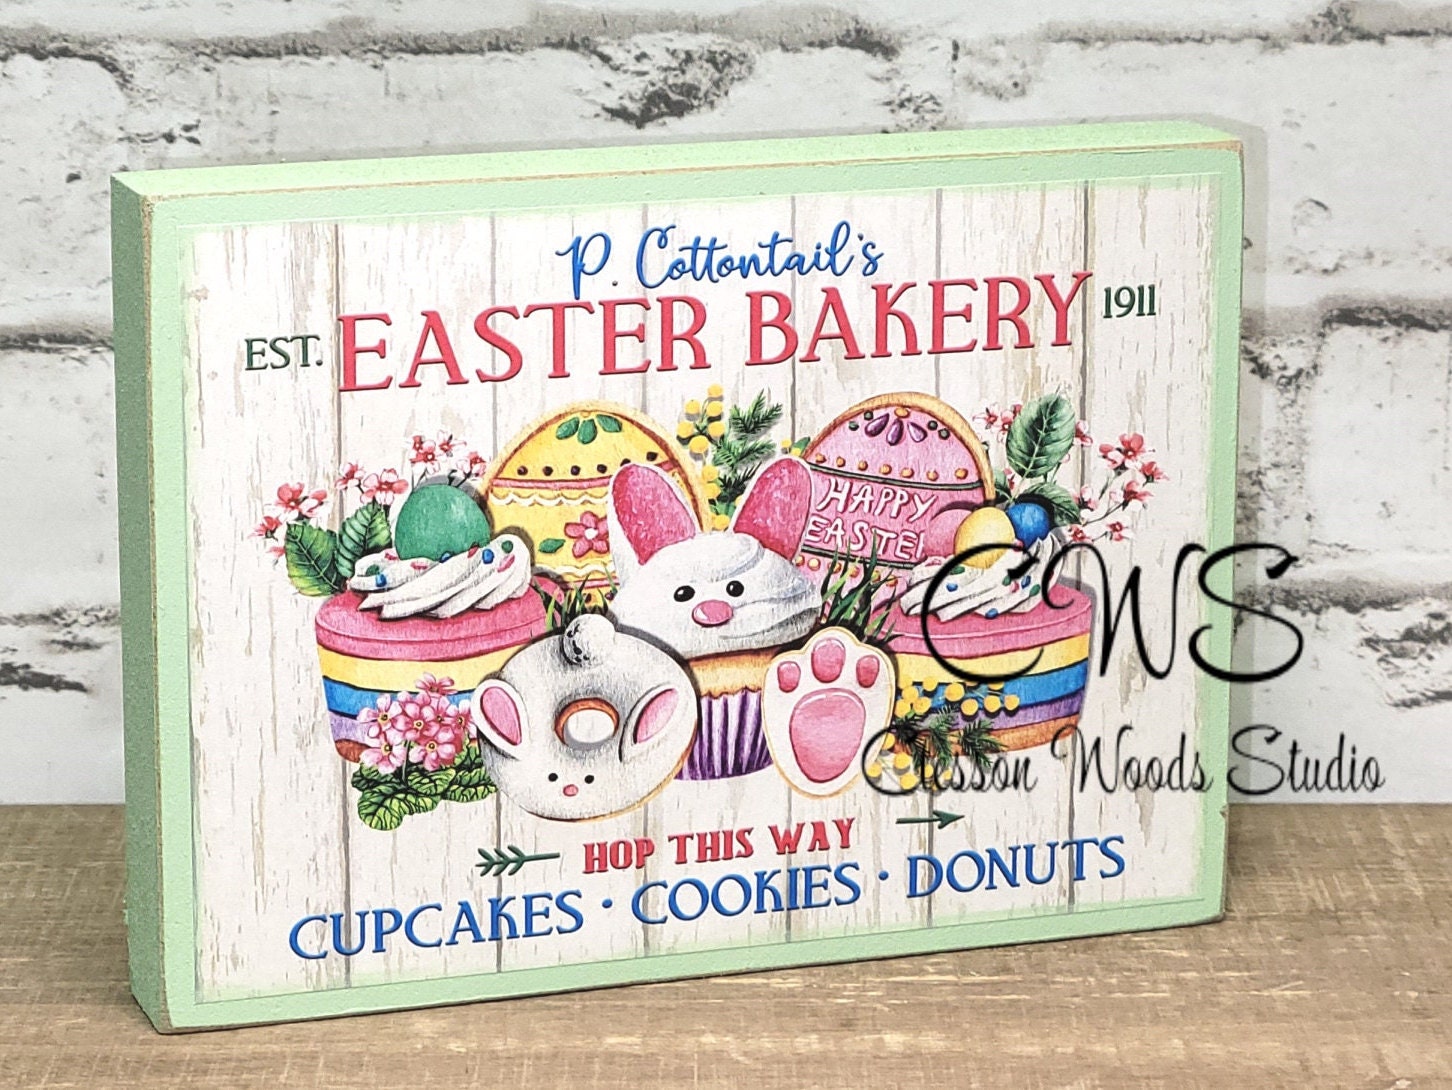 P. Cottontail's
EST. EASTER BAKERY 1911
HAPPY
EASTE
CWS
Clesson Woods Studio
HOP THIS WAY
CUPCAKES · COOKIES · DONUTS